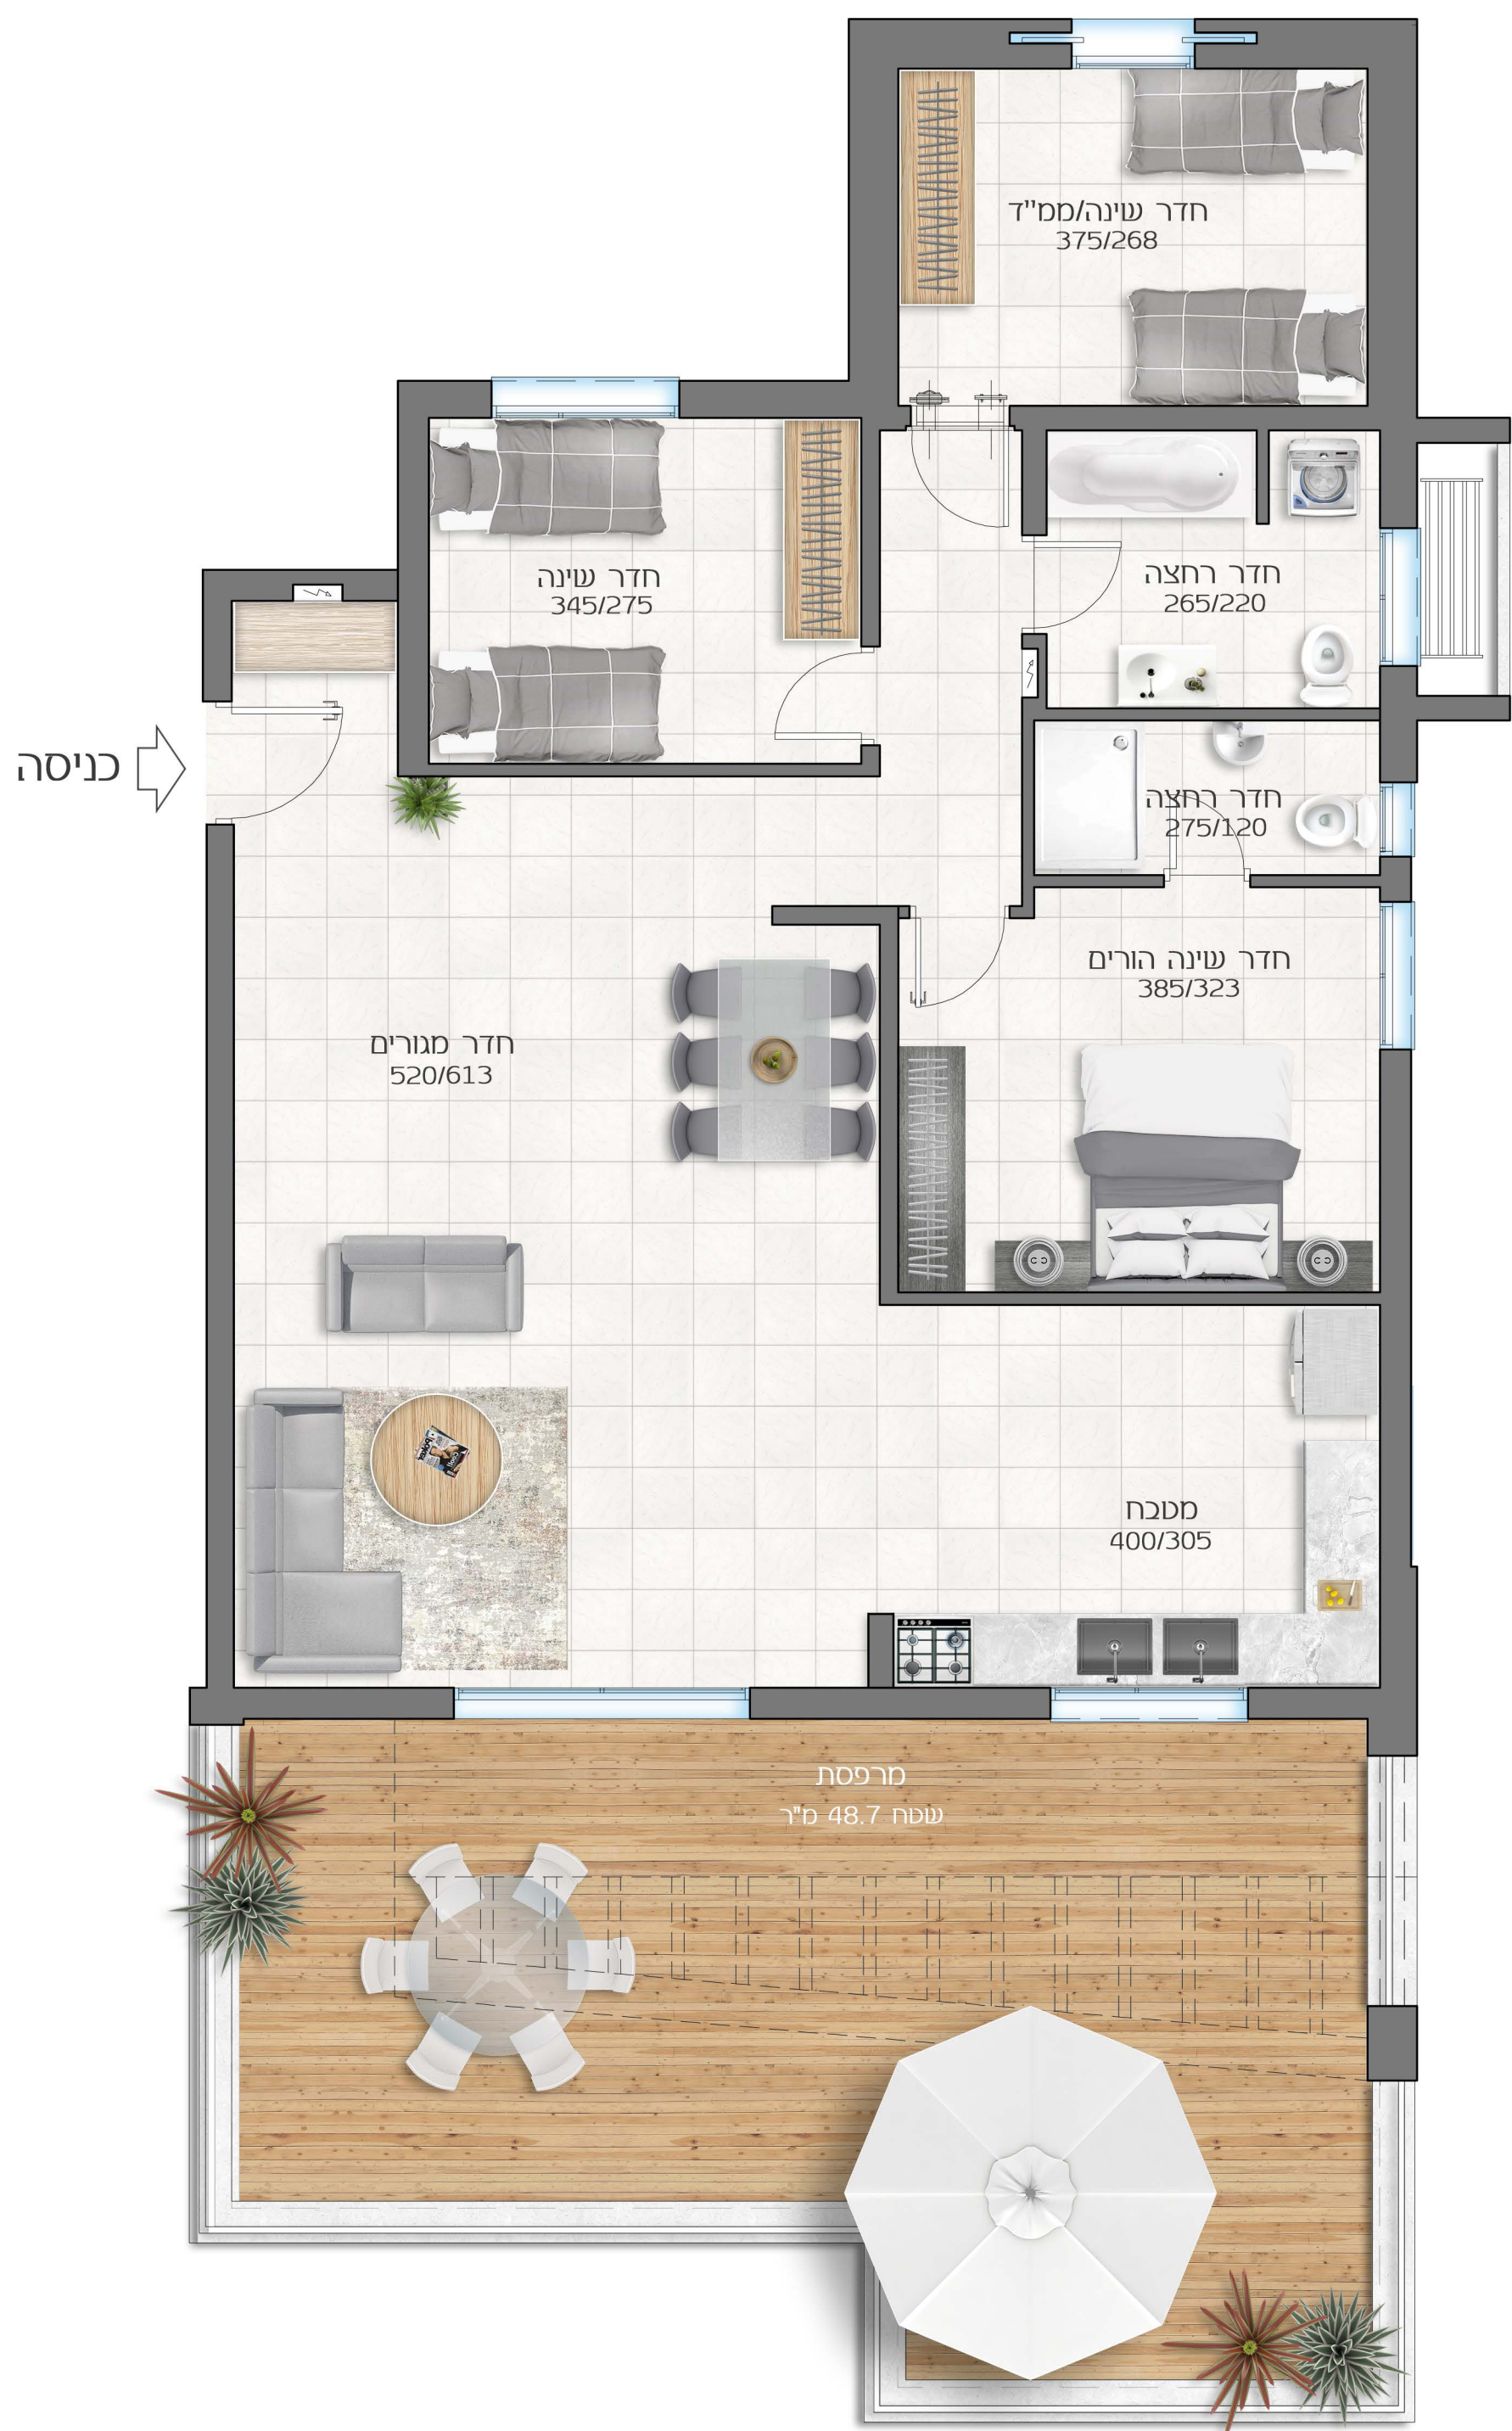 חדר שינה/ממ"ד
375/268
חדר שינה
345/275
חדר רחצה
265/220
כניסה
חדר רחצה
275/120
חדר שינה הורים
385/323
חדר מגורים
520/613
מטבח
400/305
מרפסת
שטח 48.7 מ"ר